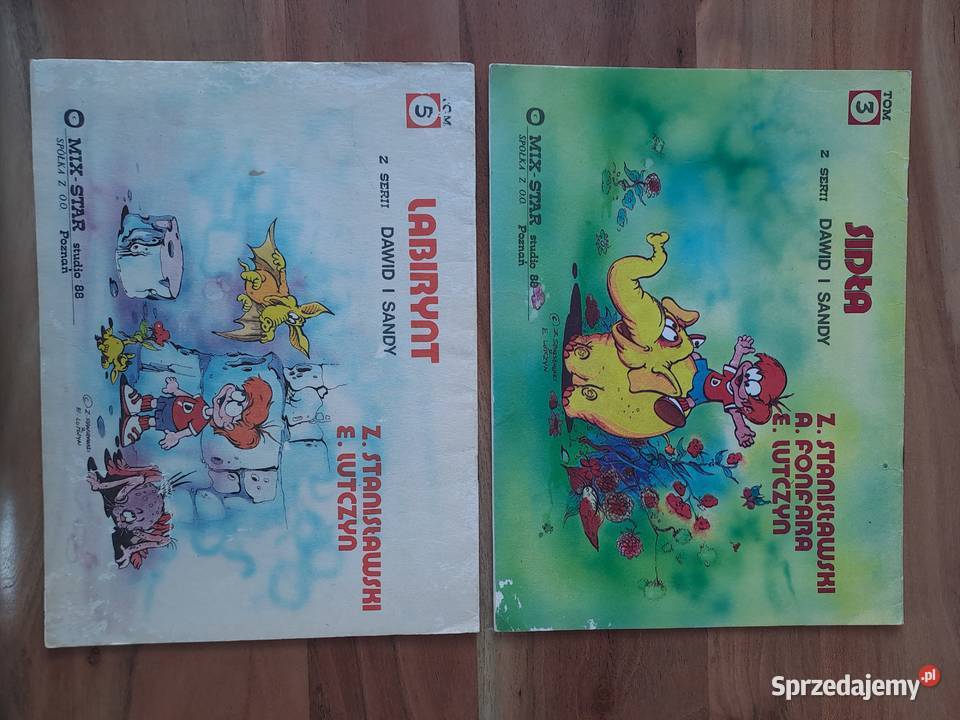 TOM
5
LABIRYNT
Z SERII DAWID I SANDY
Z. STANISŁAWSKI
E. LUTCZYN
MIX-STAR studio 88
SPÓŁKA Z O.O. Poznań
TOM
3
SIDŁA
Z SERII DAWID I SANDY
Z. STANISŁAWSKI
A. FONFARA
E. LUTCZYN
MIX-STAR studio 88
SPÓŁKA Z O.O. Poznań
Sprzedajemy.pl